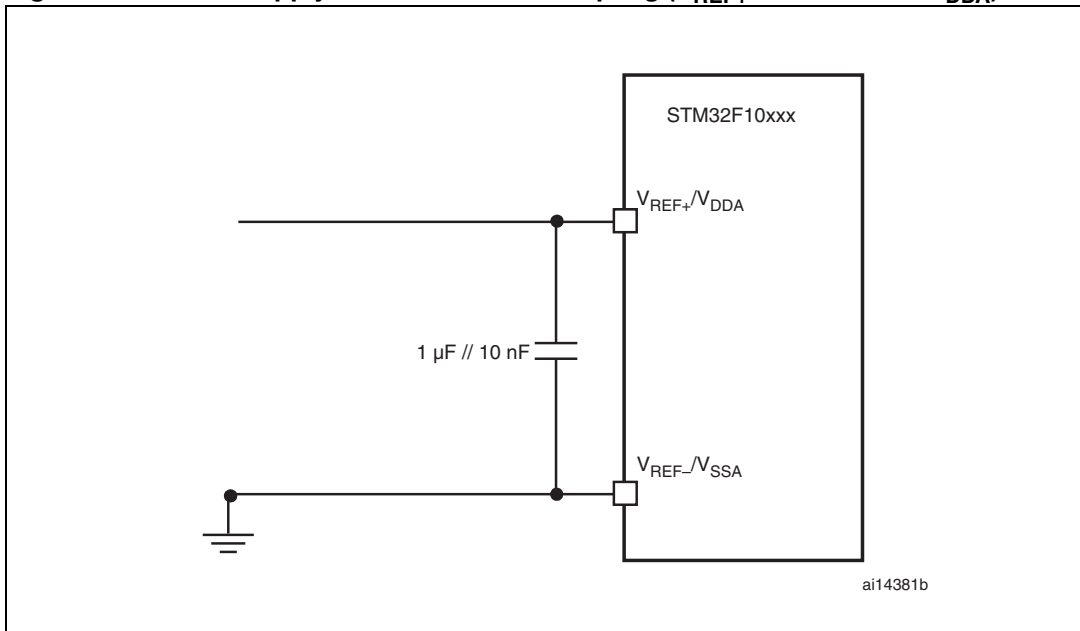 STM32F10xxx
VREF+/VDDA
1 µF // 10 nF
VREF–/VSSA
ai14381b